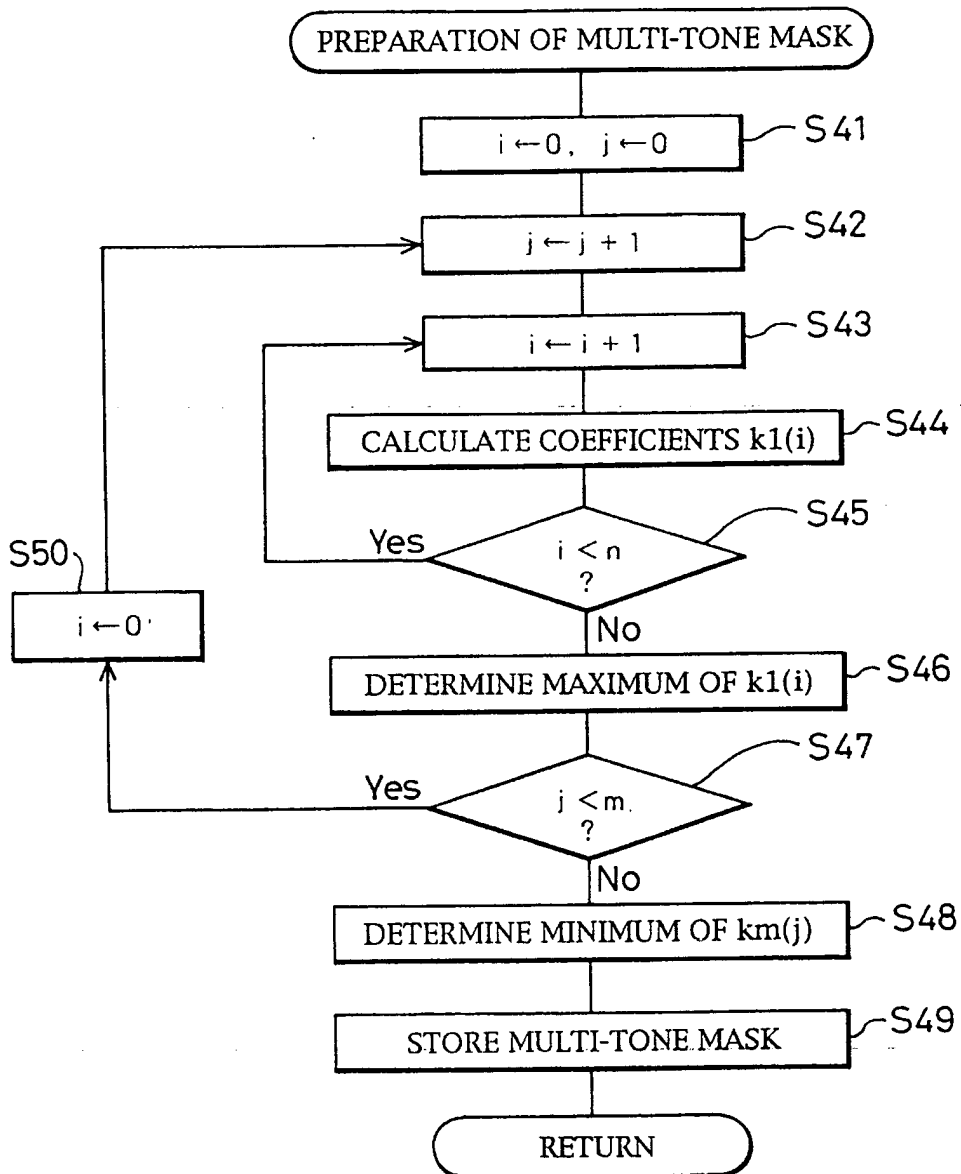 PREPARATION OF MULTI-TONE MASK
i←0, j←0
S41
j←j+1
S42
i←i+1
S43
CALCULATE COEFFICIENTS k1(i)
S44
i<n
?
S45
Yes
No
S50
i←0
DETERMINE MAXIMUM OF k1(i)
S46
j<m
?
S47
Yes
No
DETERMINE MINIMUM OF km(j)
S48
STORE MULTI-TONE MASK
S49
RETURN